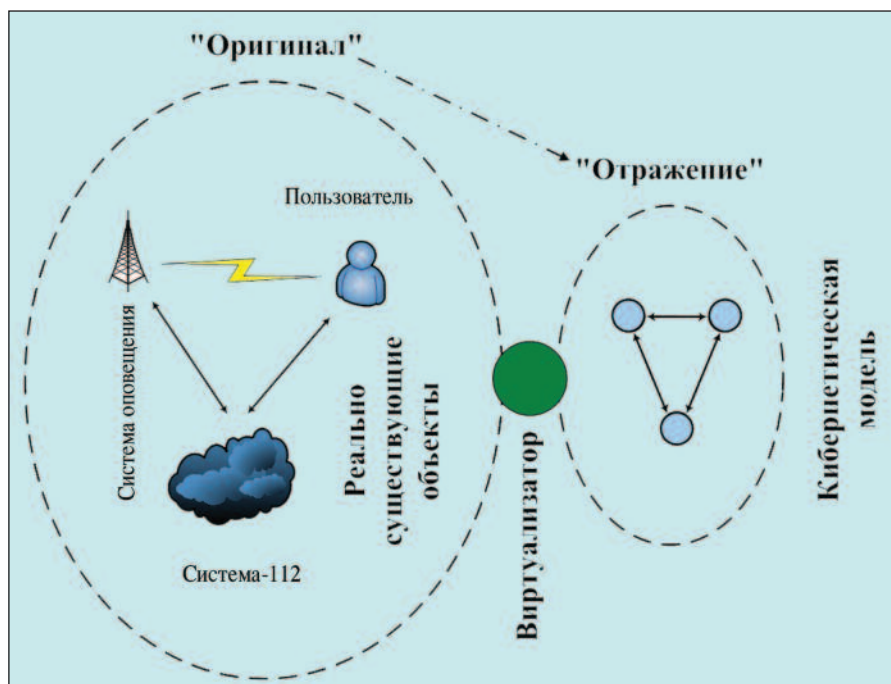 "Оригинал"
"Отражение"
Пользователь
Система оповещения
Реально
существующие
объекты
Система-112
Виртуализатор
Кибернетическая
модель